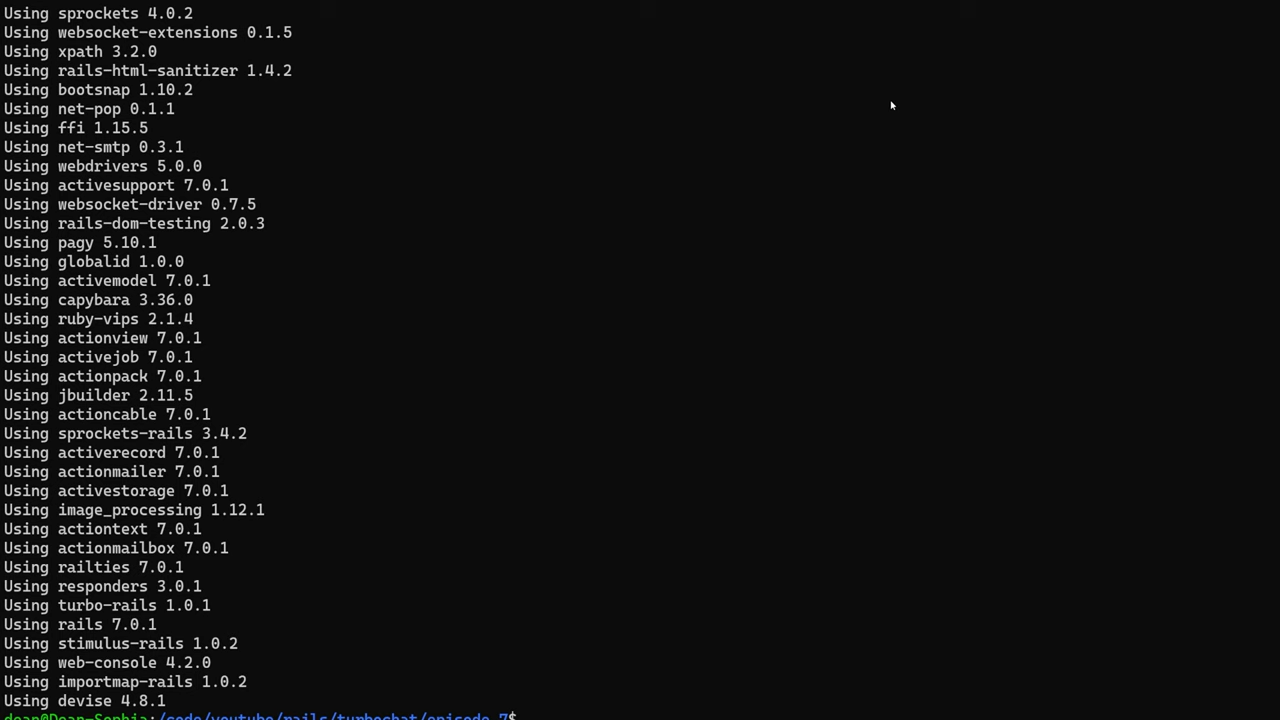 Using sprockets 4.0.2
Using websocket-extensions 0.1.5
Using xpath 3.2.0
Using rails-html-sanitizer 1.4.2
Using bootsnap 1.10.2
Using net-pop 0.1.1
Using ffi 1.15.5
Using net-smtp 0.3.1
Using webdrivers 5.0.0
Using activesupport 7.0.1
Using websocket-driver 0.7.5
Using rails-dom-testing 2.0.3
Using pagy 5.10.1
Using globalid 1.0.0
Using activemodel 7.0.1
Using capybara 3.36.0
Using ruby-vips 2.1.4
Using actionview 7.0.1
Using activejob 7.0.1
Using actionpack 7.0.1
Using jbuilder 2.11.5
Using actioncable 7.0.1
Using sprockets-rails 3.4.2
Using activerecord 7.0.1
Using actionmailer 7.0.1
Using activestorage 7.0.1
Using image_processing 1.12.1
Using actiontext 7.0.1
Using actionmailbox 7.0.1
Using railties 7.0.1
Using responders 3.0.1
Using turbo-rails 1.0.1
Using rails 7.0.1
Using stimulus-rails 1.0.2
Using web-console 4.2.0
Using importmap-rails 1.0.2
Using devise 4.8.1
dean@Dean-Sophia:/code/youtube/rails/turbochat/episode_7$